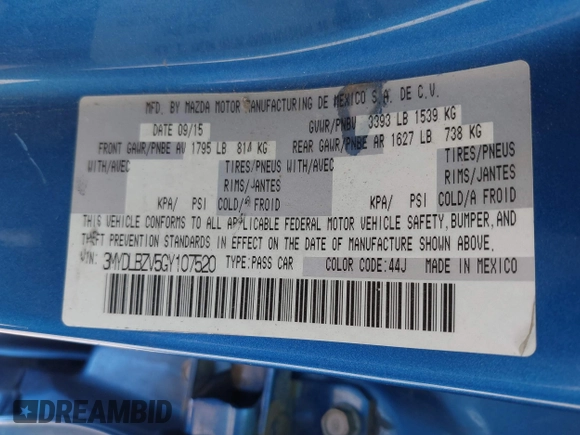 MFD. BY MAZDA MOTOR MANUFACTURING DE MEXICO S.A. DE C.V.
DATE 09/15 GVWR/PNBV 3393 LB 1539 KG
FRONT GAWR/PNBE AV 1795 LB 814 KG REAR GAWR/PNBE AR 1627 LB 738 KG
WITH/AVEC TIRES/PNEUS WITH/AVEC TIRES/PNEUS
RIMS/JANTES RIMS/JANTES
KPA/ PSI COLD/A FROID KPA/ PSI COLD/A FROID
THIS VEHICLE CONFORMS TO ALL APPLICABLE FEDERAL MOTOR VEHICLE SAFETY, BUMPER, AND
THEFT PREVENTION STANDARDS IN EFFECT ON THE DATE OF MANUFACTURE SHOWN ABOVE.
VIN: 3MYDLBZV5GY107520 TYPE:PASS CAR COLOR CODE:44J MADE IN MEXICO
DREAMBID